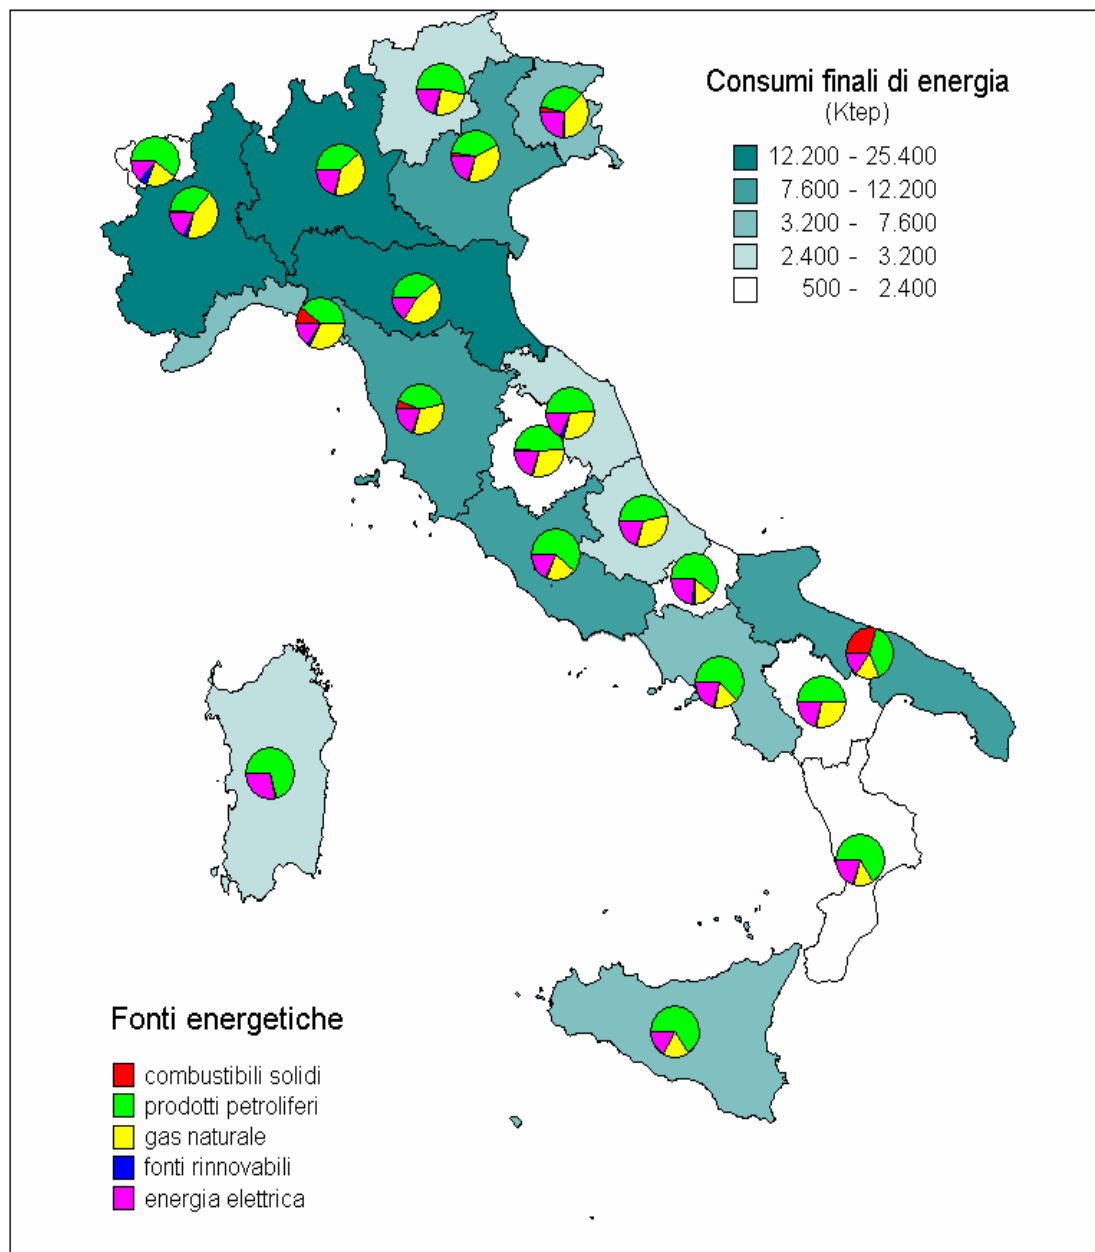 Consumi finali di energia
(Ktep)
12.200 - 25.400
7.600 - 12.200
3.200 - 7.600
2.400 - 3.200
500 - 2.400
Fonti energetiche
combustibili solidi
prodotti petroliferi
gas naturale
fonti rinnovabili
energia elettrica